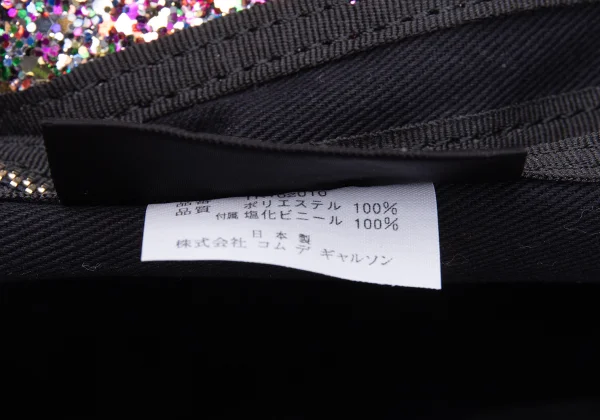 品質 ポリエステル 100%
付属 塩化ビニール 100%
日本製
株式会社 コム デ ギャルソン